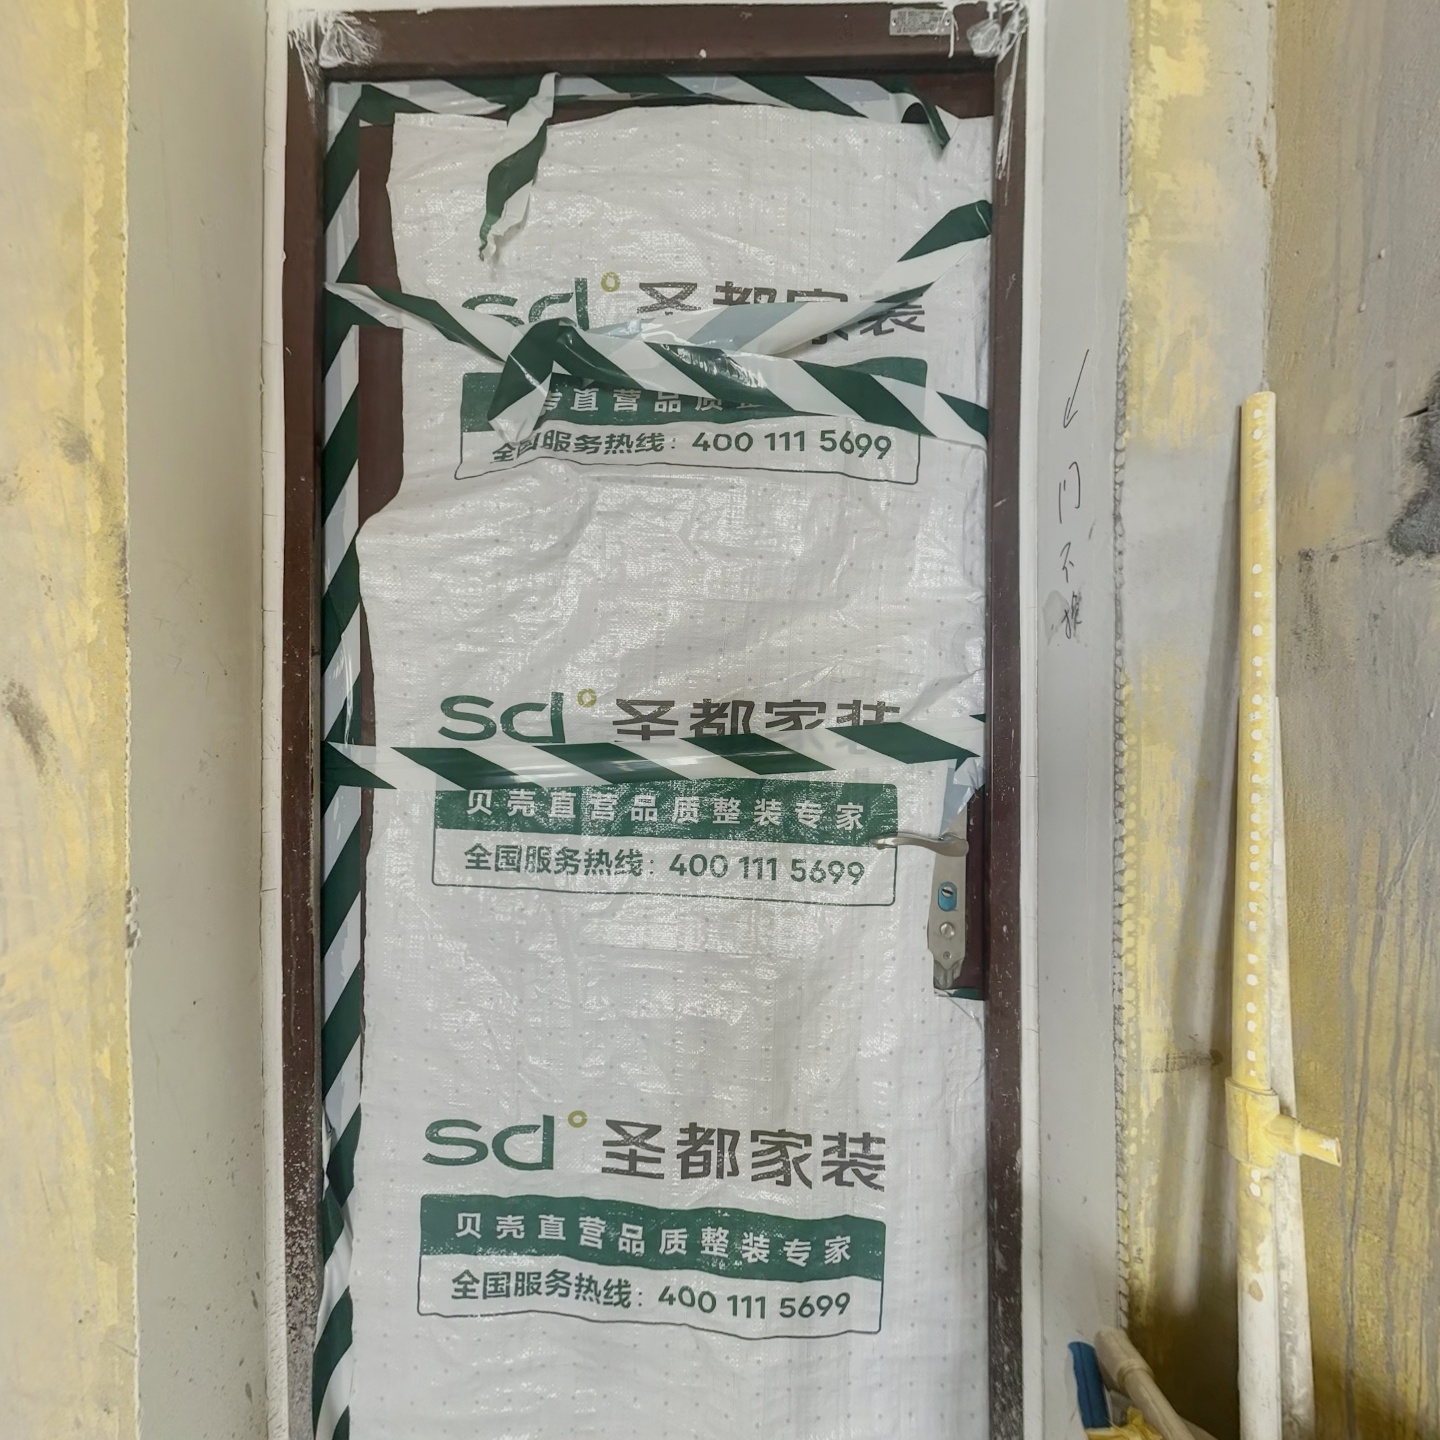 sd 圣都家装
直营品质
全国服务热线：400 111 5699
sd 圣都家装
贝壳直营品质整装专家
全国服务热线：400 111 5699
sd 圣都家装
贝壳直营品质整装专家
全国服务热线：400 111 5699
门不换